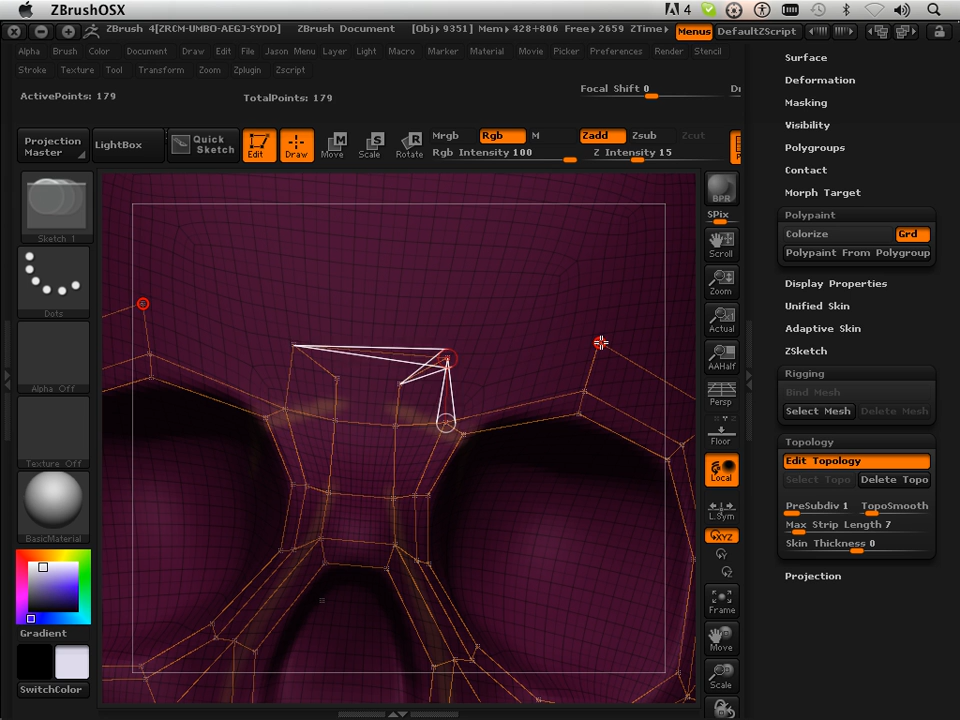 ZBrushOSX
4
ZBrush 4[ZRCM-UMBO-AEGJ-SYDD] ZBrush Document [Obj+ 9351] Mem+ 428+806 Free+ 2659 ZTime+ Menus DefaultZScript
Alpha Brush Color Document Draw Edit File Jason Menu Layer Light Macro Marker Material Movie Picker Preferences Render Stencil
Stroke Texture Tool Transform Zoom Zplugin Zscript
ActivePoints: 179 TotalPoints: 179 Focal Shift 0
Projection Master
LightBox
Quick Sketch
Edit Draw Move Scale Rotate
Mrgb Rgb M Zadd Zsub Zcut
Rgb Intensity 100 Z Intensity 15
Sketch 1
Dots
Alpha Off
Texture Off
BasicMaterial
Gradient
SwitchColor
BPR
SPix
Scroll
Zoom
Actual
AAHalf
Persp
Floor
Local
L.Sym
XYZ
Y
Z
Frame
Move
Scale
Surface
Deformation
Masking
Visibility
Polygroups
Contact
Morph Target
Polypaint
Colorize Grd
Polypaint From Polygroup
Display Properties
Unified Skin
Adaptive Skin
ZSketch
Rigging
Bind Mesh
Select Mesh Delete Mesh
Topology
Edit Topology
Select Topo Delete Topo
PreSubdiv 1 TopoSmooth
Max Strip Length 7
Skin Thickness 0
Projection